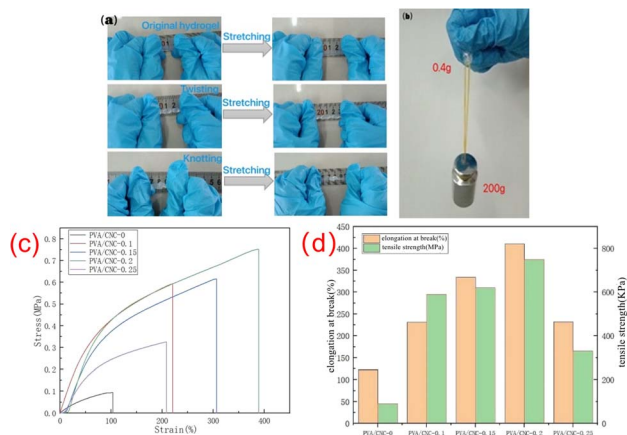 (a)
Original hydrogel
Stretching
Twisting
Stretching
Knotting
Stretching
(b)
0.4g
200g
(c)
PVA/CNC-0
PVA/CNC-0.1
PVA/CNC-0.15
PVA/CNC-0.2
PVA/CNC-0.25
Stress(MPa)
0.8
0.7
0.6
0.5
0.4
0.3
0.2
0.1
0.0
0 100 200 300 400
Strain(%)
(d)
elongation at break(%)
tensile strength(MPa)
elongation at break(%)
450
400
350
300
250
200
150
100
50
0
800
600
400
200
0
tensile strength(KPa)
PVA/CNC-0 PVA/CNC-0.1 PVA/CNC-0.15 PVA/CNC-0.2 PVA/CNC-0.25